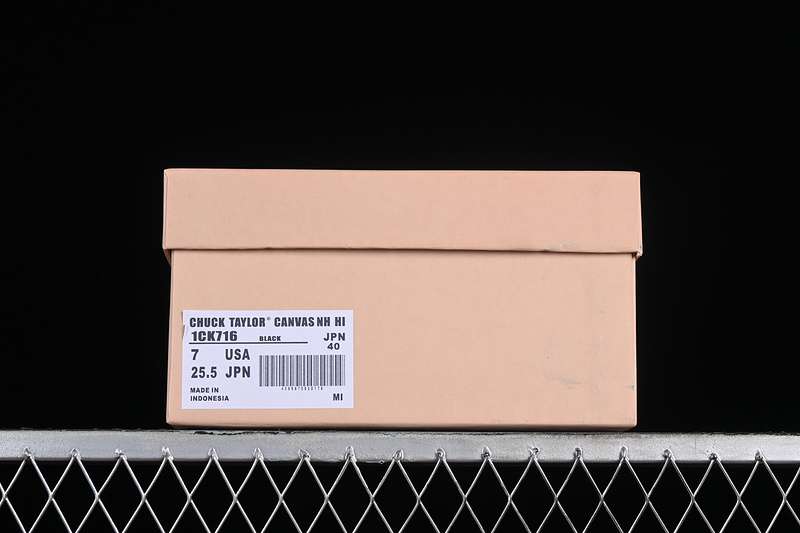 CHUCK TAYLOR® CANVAS NH HI
1CK716 BLACK JPN
40
7 USA
25.5 JPN
MADE IN
INDONESIA
MI